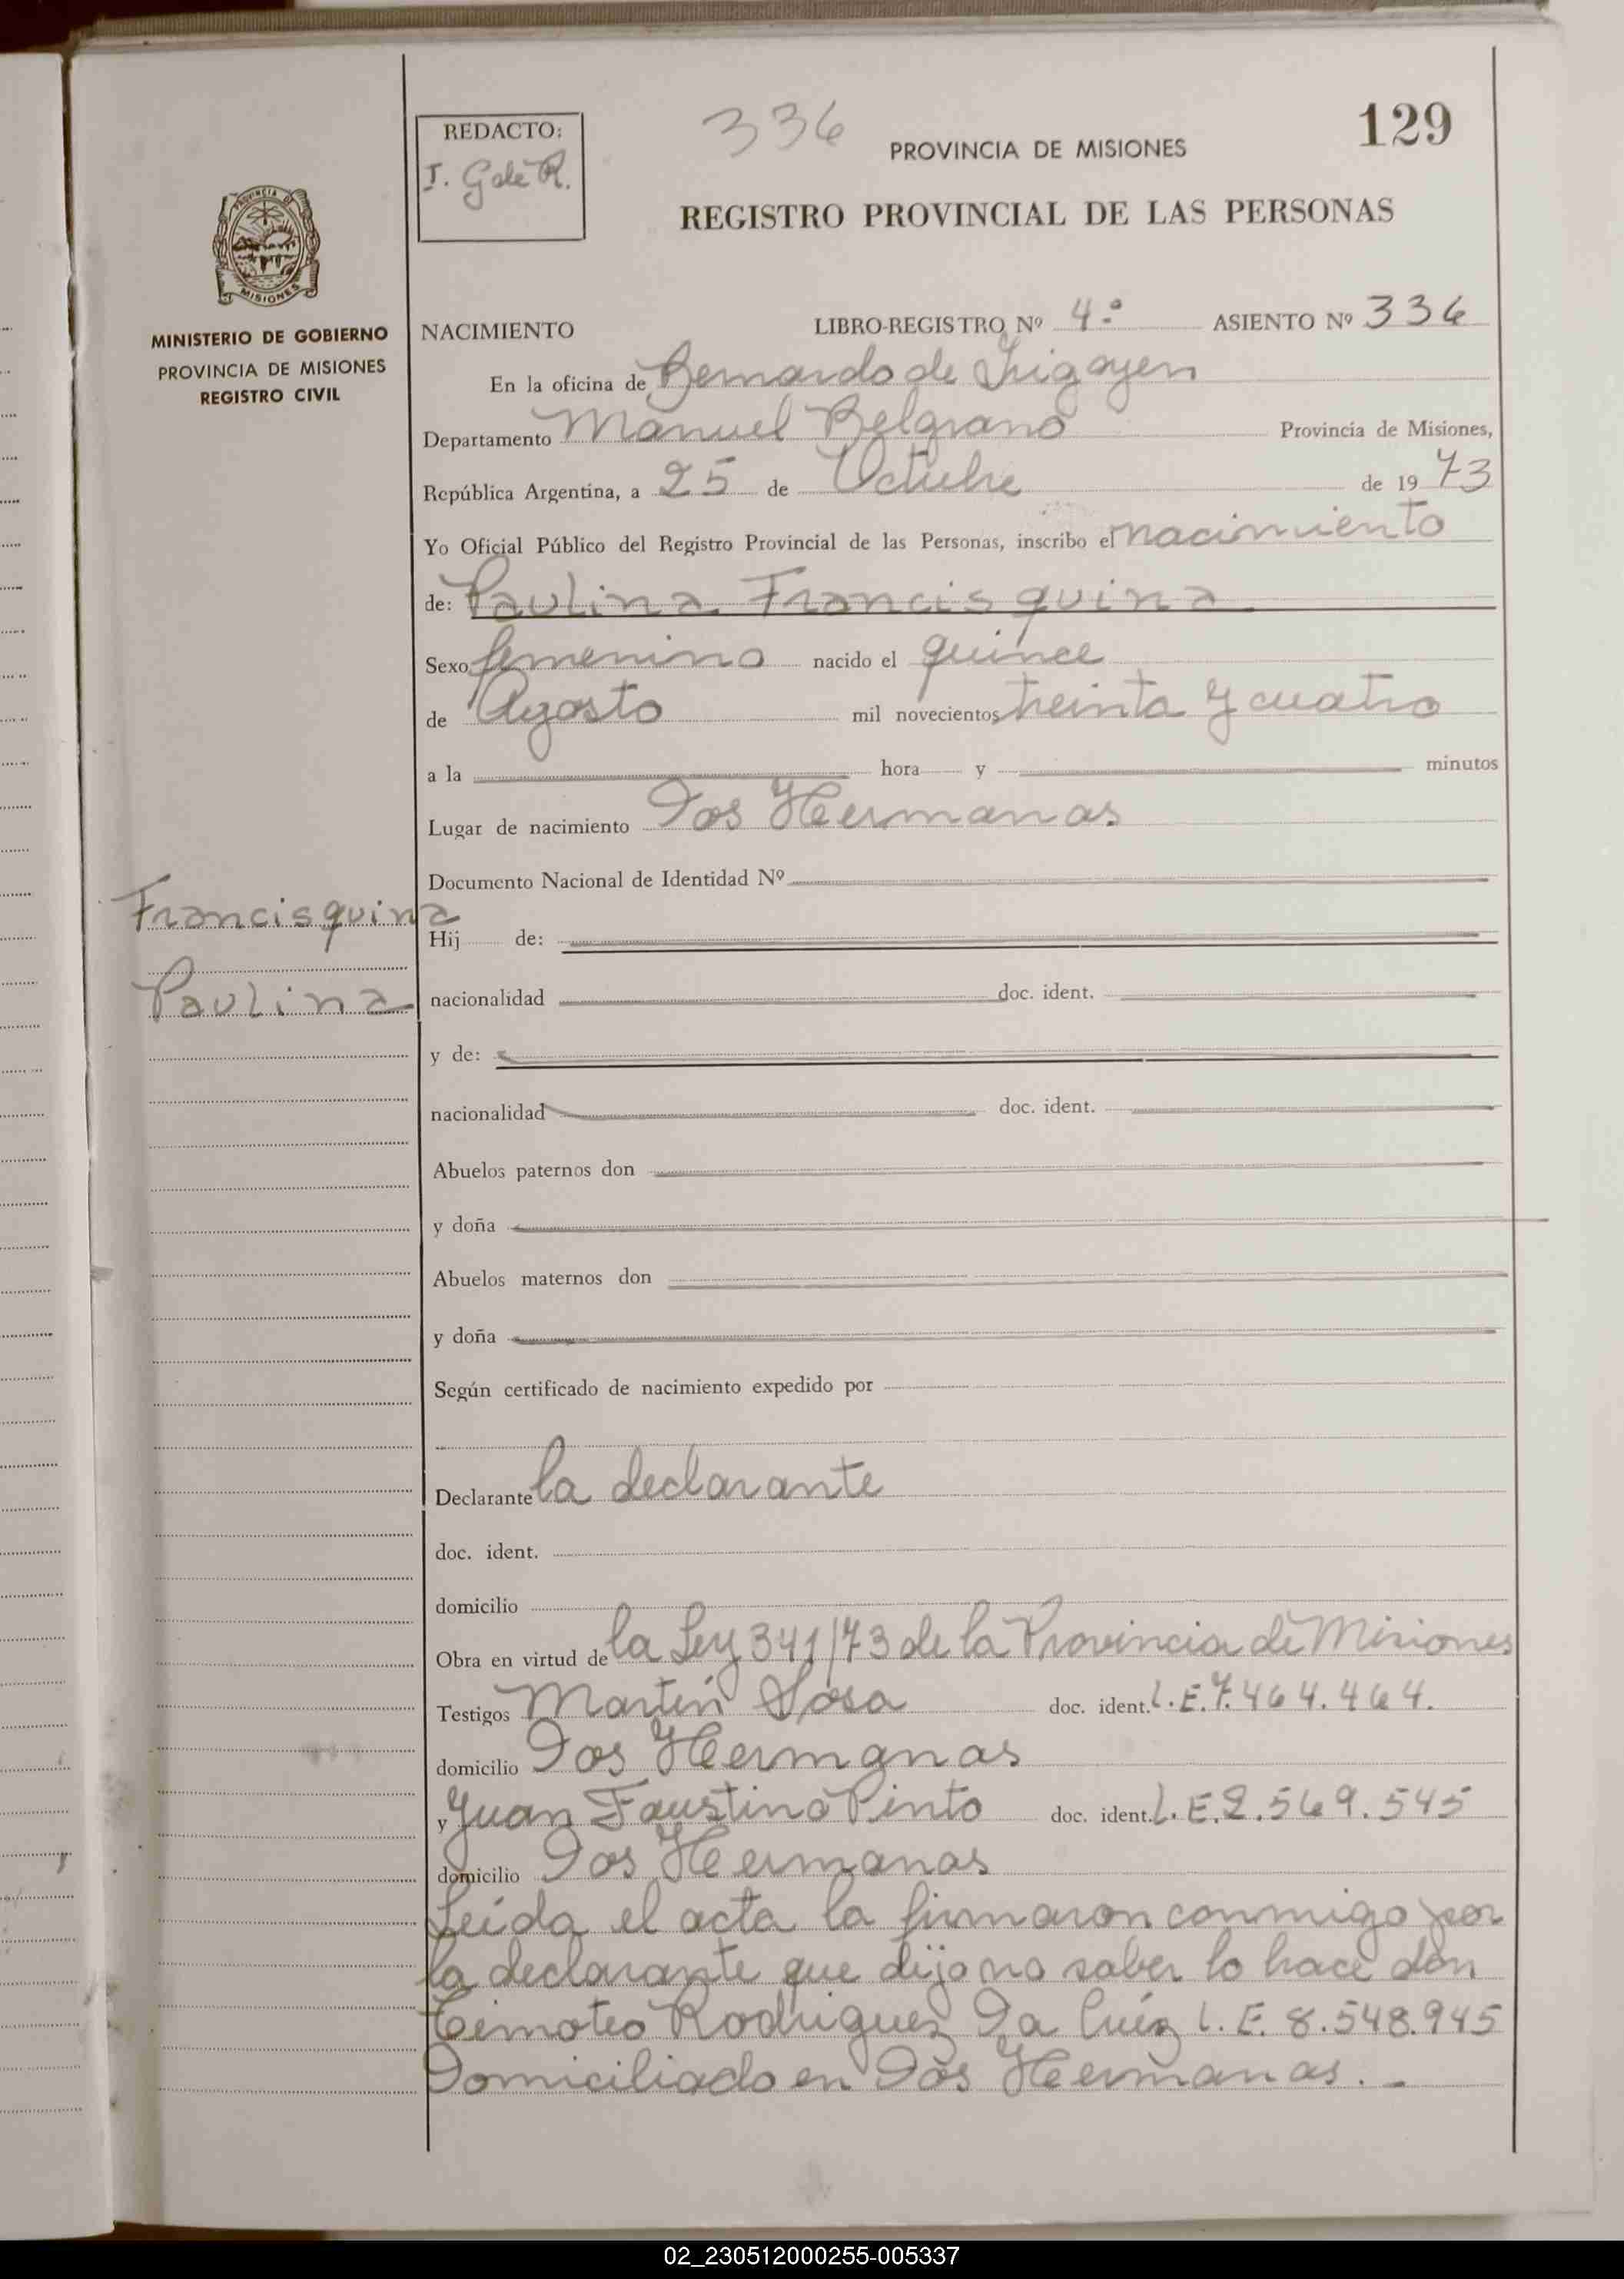 336
129
REDACTO:
PROVINCIA DE MISIONES
REGISTRO PROVINCIAL DE LAS PERSONAS
PROVINCIA DE
MISIONES
MINISTERIO DE GOBIERNO
PROVINCIA DE MISIONES
REGISTRO CIVIL
NACIMIENTO LIBRO-REGISTRO Nº 4º ASIENTO Nº 336
En la oficina de Bernardo de Irigoyen
Departamento Manuel Belgrano Provincia de Misiones,
República Argentina, a 25 de Octubre de 19 73
Yo Oficial Público del Registro Provincial de las Personas, inscribo el nacimiento
de: Paulina Francisquina
Sexo femenino nacido el quince
de Agosto mil novecientos treinta y cuatro
a la hora y minutos
Lugar de nacimiento Dos Hermanas
Documento Nacional de Identidad Nº
Francisquina
Hij de:
Paulina
nacionalidad doc. ident.
y de:
nacionalidad doc. ident.
Abuelos paternos don
y doña
Abuelos maternos don
y doña
Según certificado de nacimiento expedido por
Declarante la declarante
doc. ident.
domicilio
Obra en virtud de la Ley 341/73 de la Provincia de Misiones
Testigos Martín Sosa doc. ident. L.E. 7.464.464.
domicilio Dos Hermanas
y Juan Faustino Pinto doc. ident. L.E. 2.569.545
domicilio Dos Hermanas
Leída el acta la firmaron conmigo por
la declarante que dijo no saber lo hace don
Timoteo Rodriguez Da Luíz L.E. 8.548.945
Domiciliado en Dos Hermanas.-
02_230512000255-005337